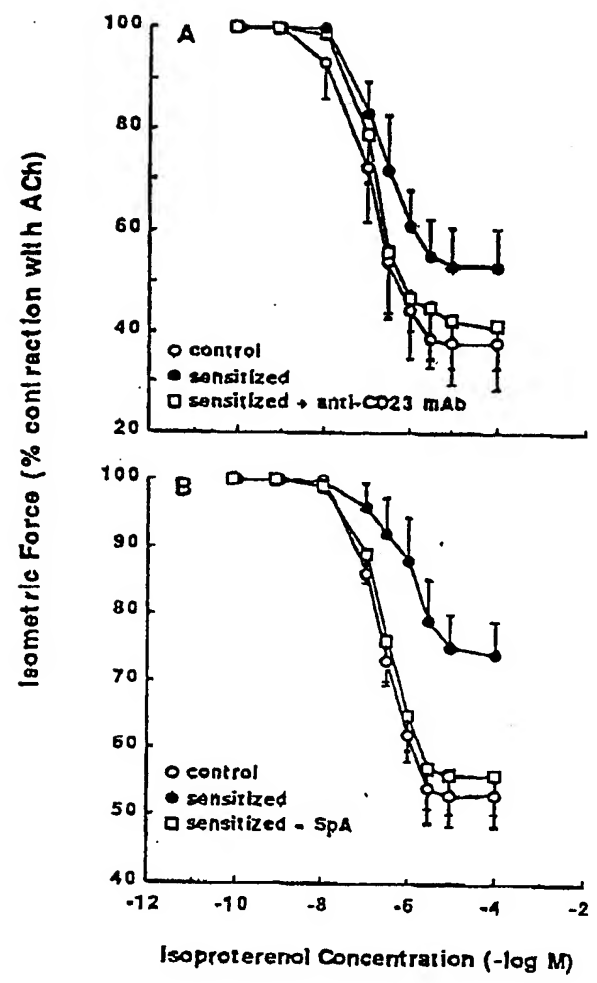 Isometric Force (% contraction with ACh)
A
100
80
60
40
20
control
sensitized
sensitized + anti-CD23 mAb
B
100
90
80
70
60
50
40
control
sensitized
sensitized - SpA
-12 -10 -8 -6 -4 -2
Isoproterenol Concentration (-log M)